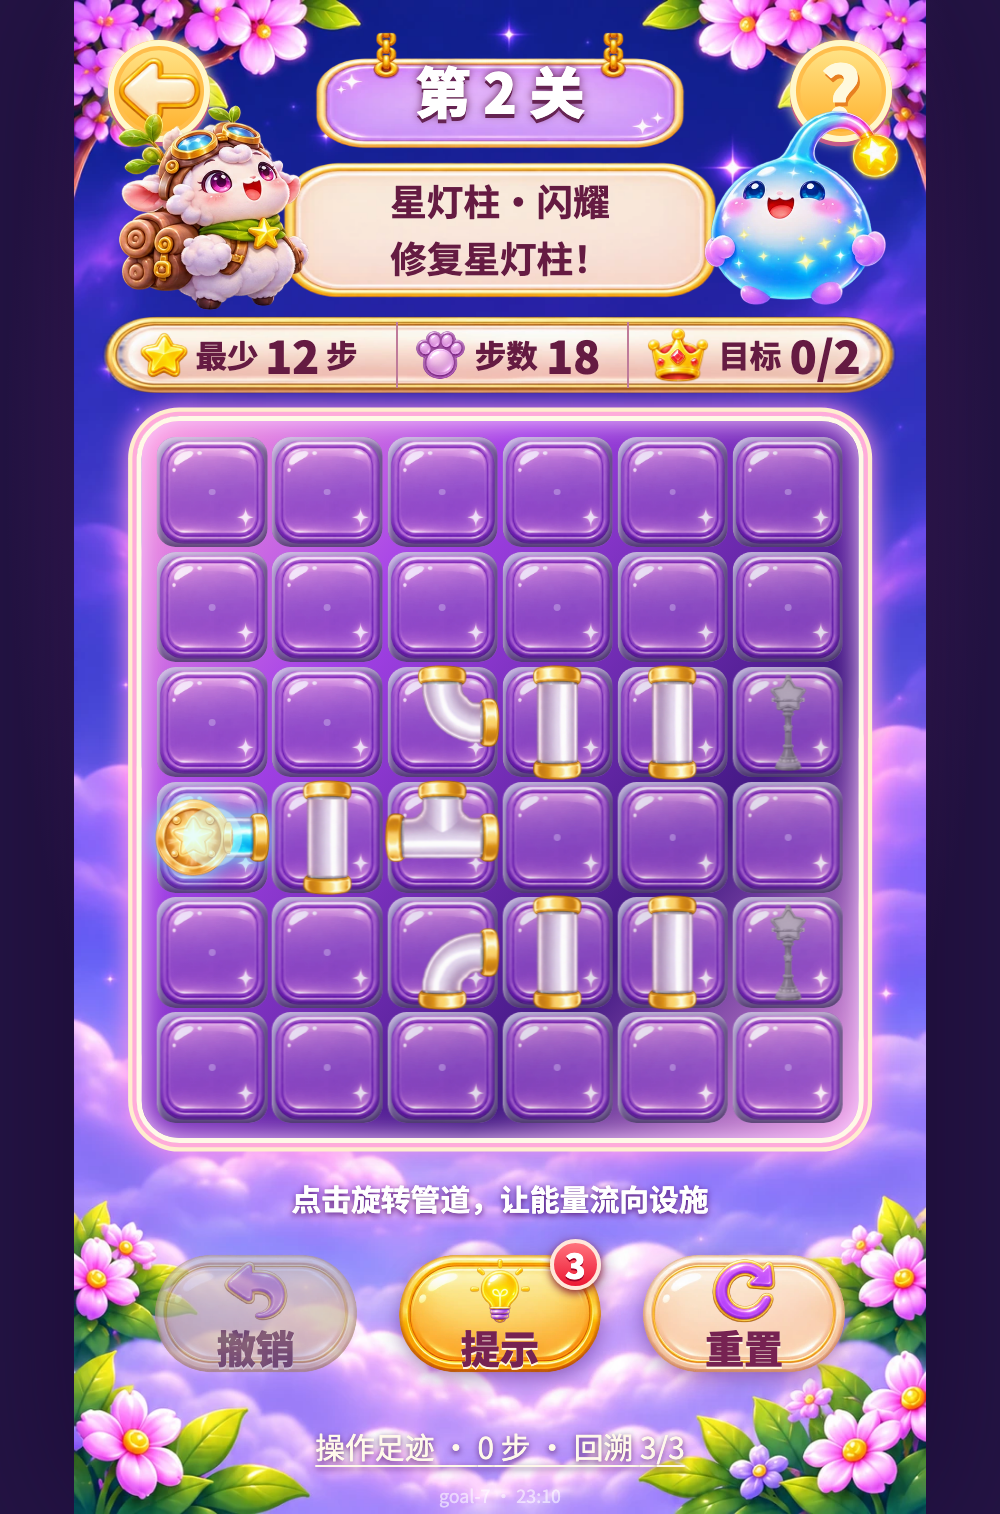 第 2 关
?
星灯柱·闪耀
修复星灯柱!
最少 12 步
步数 18
目标 0/2
点击旋转管道，让能量流向设施
3
撤销
提示
重置
操作足迹 · 0 步 · 回溯 3/3
goal-7 · 23:10